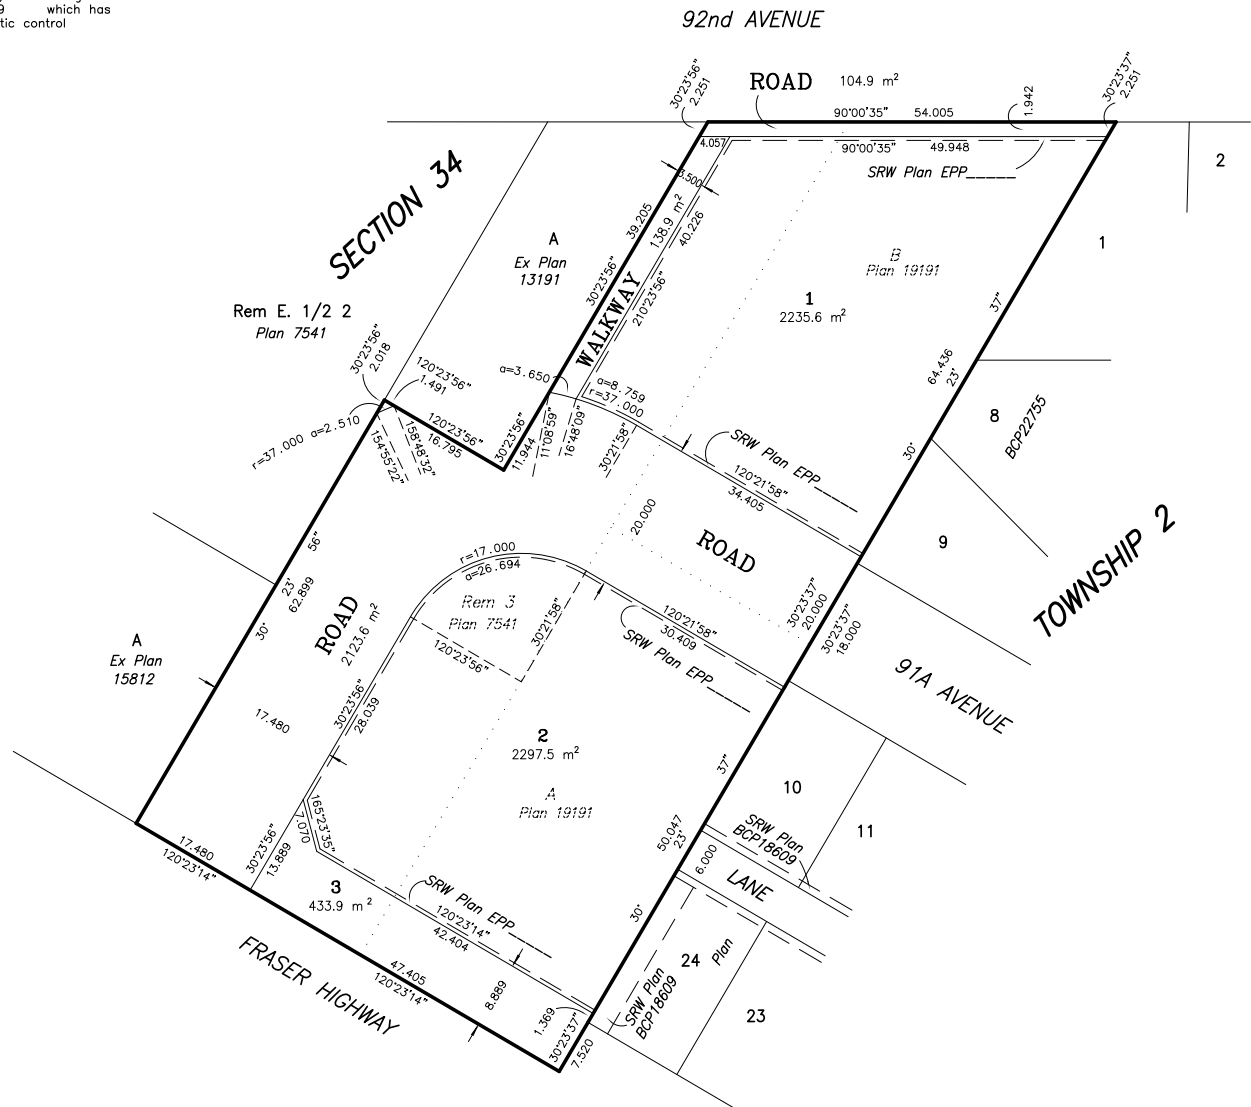 9 which has
tic control
92nd AVENUE
30°23'56"
2.251
ROAD 104.9 m²
1.942
30°23'37"
2.251
90°00'35" 54.005
4.057
90°00'35" 49.948
SRW Plan EPP_____
2
3.500
SECTION 34
39.205
138.9 m²
40.226
A
Ex Plan
13191
B
Plan 19191
1
30°23'56"
WALKWAY
210°23'56"
1
2235.6 m²
37"
Rem E. 1/2 2
Plan 7541
30°23'56"
2.018
120°23'56"
1.491
a=3.650
a=8.759
r=37.000
64.436
23'
8
BCP22755
r=37.000 a=2.510
120°23'56"
16.795
154°55'22"
158°48'32"
30°23'56"
11.944
11°08'59"
16°48'09"
30°21'58"
SRW Plan EPP_____
120°21'58"
34.405
30°
9
20.000
ROAD
TOWNSHIP 2
56"
23'
62.899
30°
r=17.000
a=26.694
Rem 3
Plan 7541
30°21'58"
120°23'56"
120°21'58"
30.409
SRW Plan EPP_____
30°23'37"
20.000
30°23'37"
18.000
ROAD
2123.6 m²
A
Ex Plan
15812
91A AVENUE
30°23'56"
28.039
17.480
2
2297.5 m²
A
Plan 19191
37"
10
11
165°23'35"
7.070
50.047
23'
SRW Plan
BCP18609
6.000
LANE
17.480
120°23'14"
30°23'56"
13.889
3
433.9 m²
SRW Plan EPP_____
120°23'14"
42.404
30°
24
Plan
SRW Plan
BCP18609
23
FRASER HIGHWAY
47.405
120°23'14"
8.889
1.369
30°23'37"
7.520